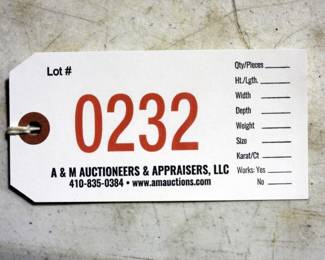 Lot #
0232
A & M AUCTIONEERS & APPRAISERS, LLC
410-835-0384 • www.amauctions.com
Qty/Pieces
Ht./Lgth.
Width
Depth
Weight
Size
Karat/Ct
Works: Yes
No